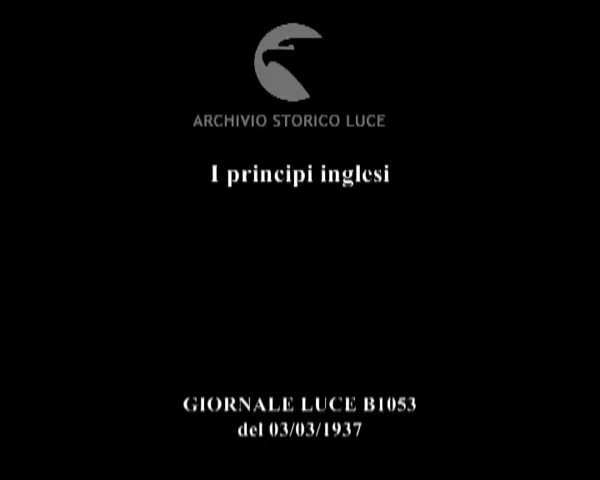 ARCHIVIO STORICO LUCE
I principi inglesi
GIORNALE LUCE B1053
del 03/03/1937